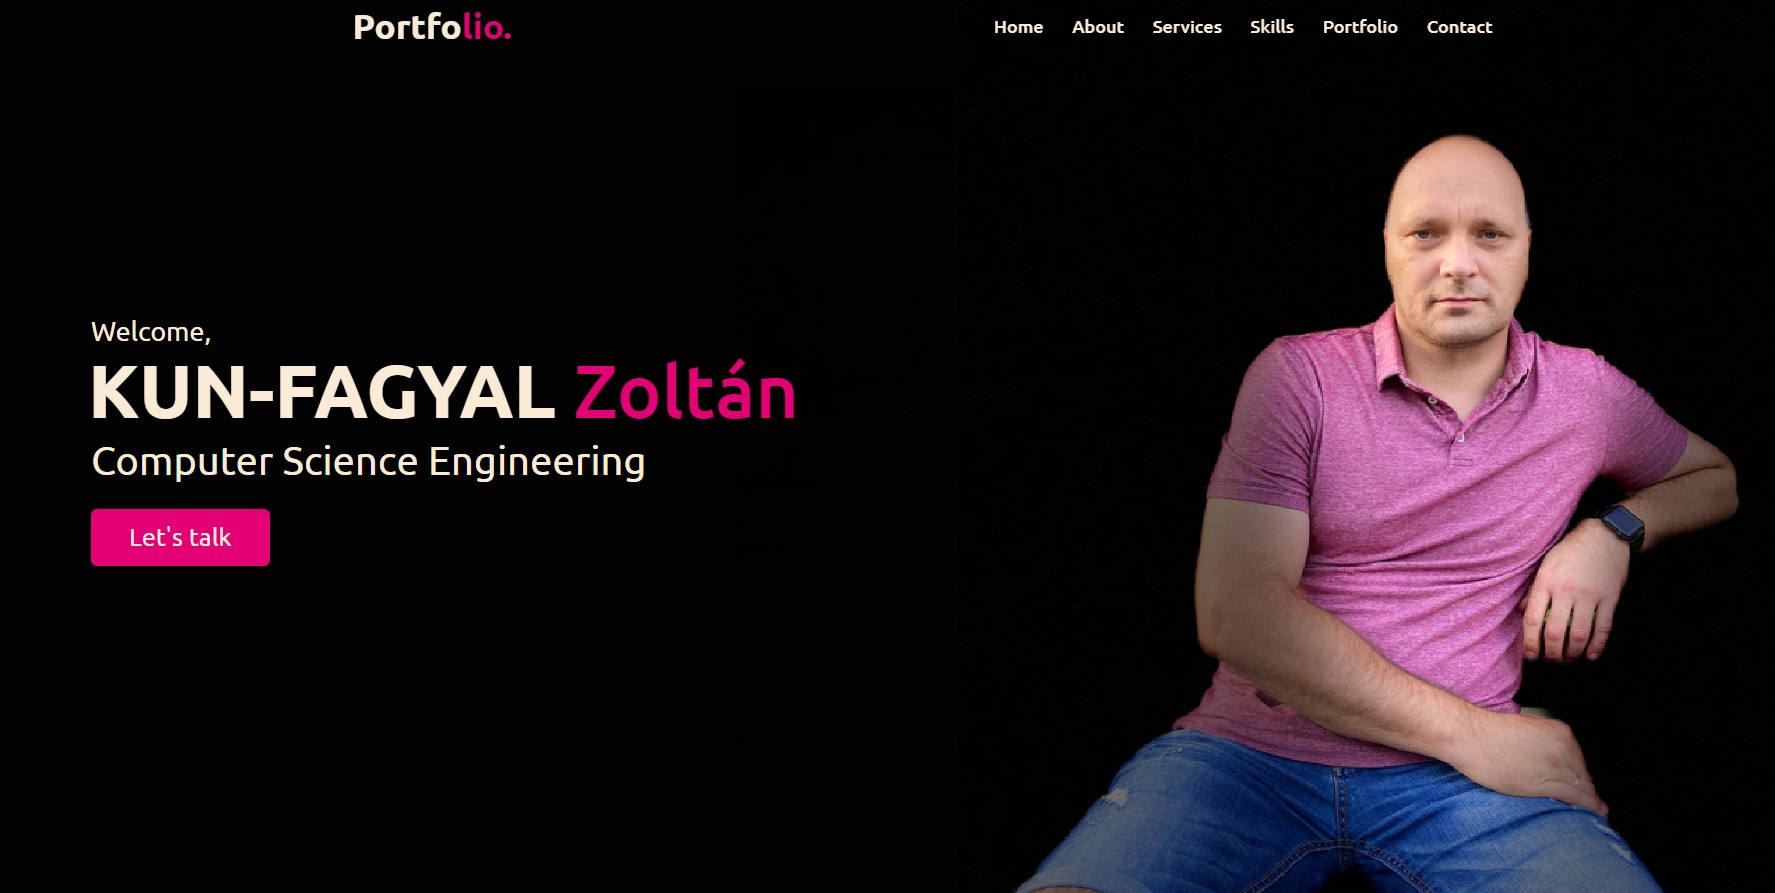 Portfolio.
Home About Services Skills Portfolio Contact
Welcome,
KUN-FAGYAL Zoltán
Computer Science Engineering
Let's talk